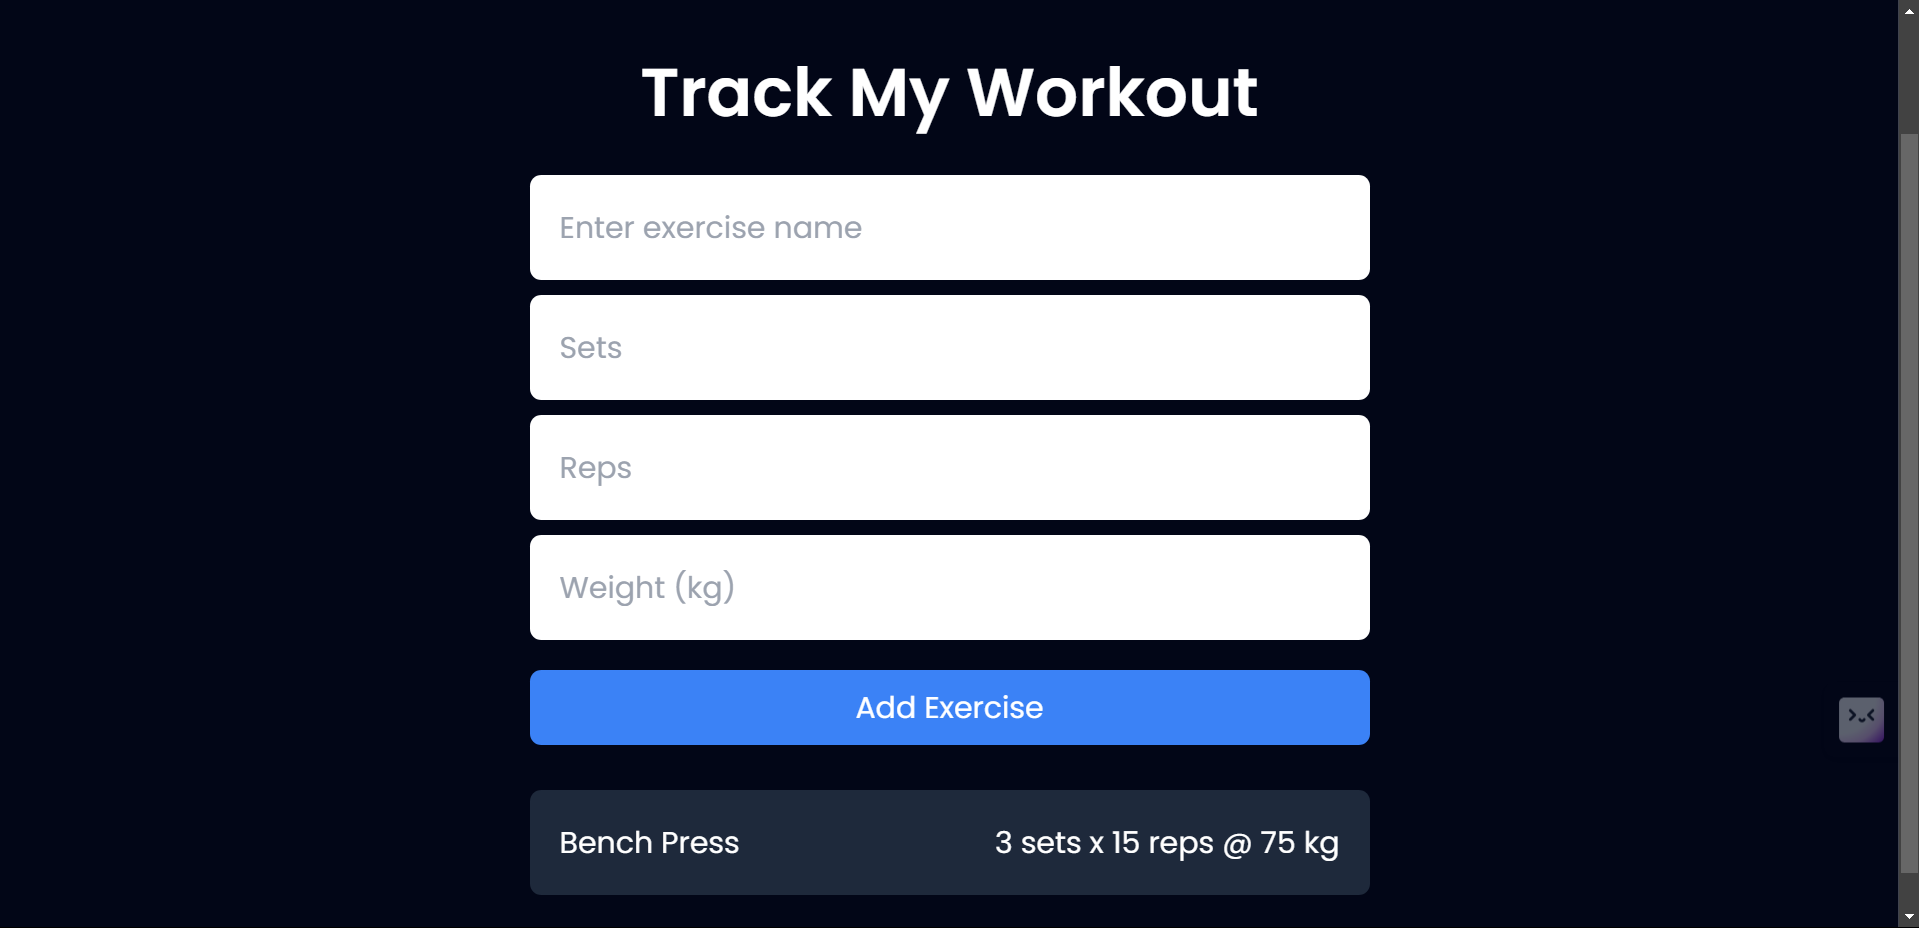 Track My Workout
Enter exercise name
Sets
Reps
Weight (kg)
Add Exercise
Bench Press 3 sets x 15 reps @ 75 kg